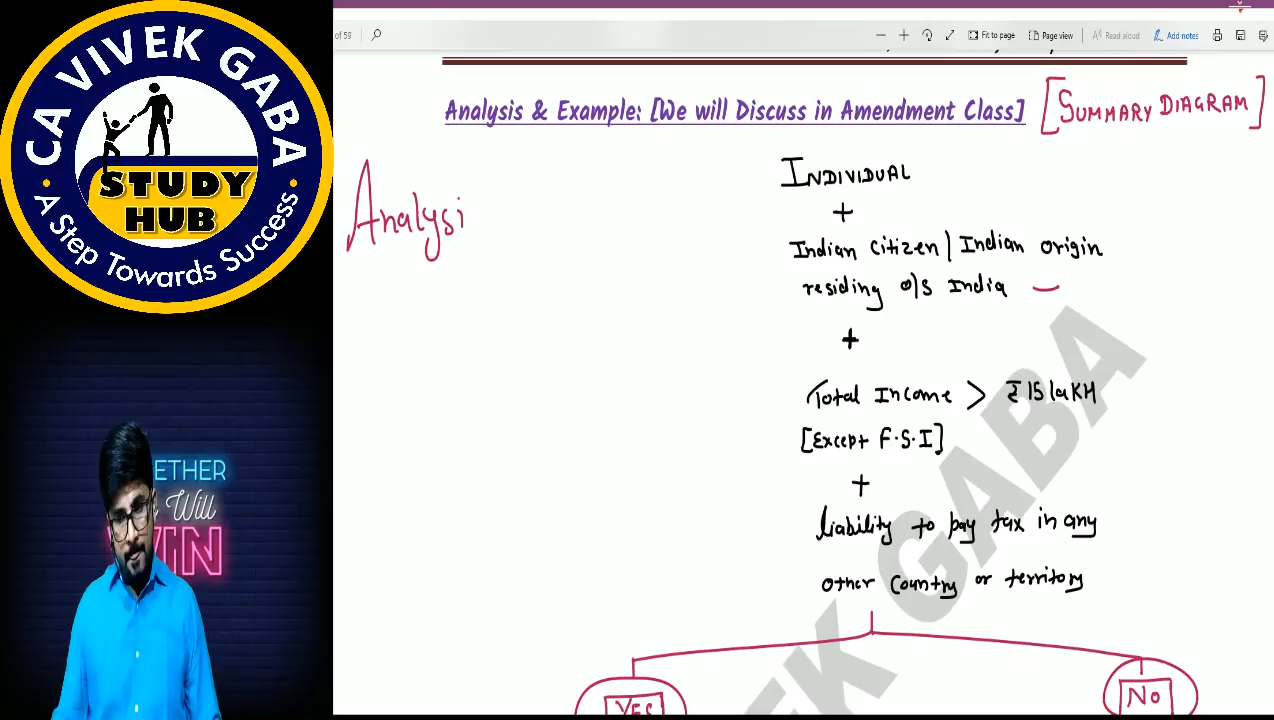 CA VIVEK GABA
STUDY
HUB
A Step Towards Success
of 59
Fit to page
Page view
Read aloud
Add notes
Analysis & Example: [We will Discuss in Amendment Class]
[SUMMARY DIAGRAM]
Analysi
INDIVIDUAL
+
Indian Citizen | Indian origin
residing o/s India
+
Total Income > ₹ 15 laKH
[Except F.S.I]
+
liability to pay tax in any
other Country or territory
YES
NO
ETHER
Will
WIN
VEK GABA